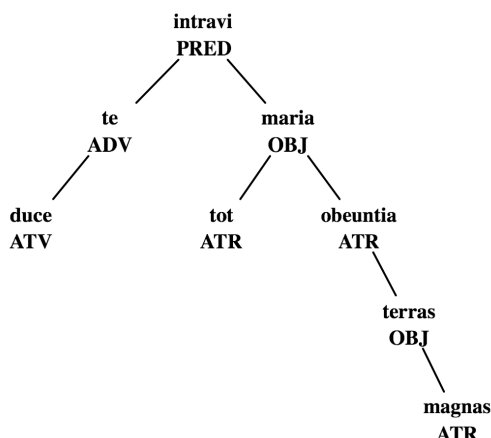 intravi
PRED
te maria
ADV OBJ
duce tot obeuntia
ATV ATR ATR
terras
OBJ
magnas
ATR